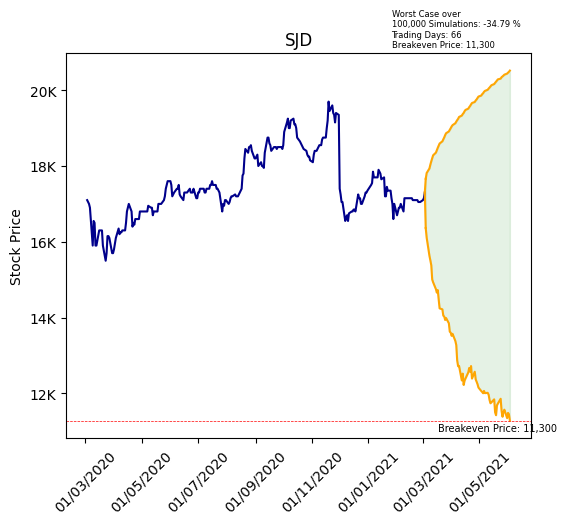 Worst Case over
100,000 Simulations: -34.79 %
Trading Days: 66
Breakeven Price: 11,300
SJD
Stock Price
20K
18K
16K
14K
12K
Breakeven Price: 11,300
01/03/2020
01/05/2020
01/07/2020
01/09/2020
01/11/2020
01/01/2021
01/03/2021
01/05/2021